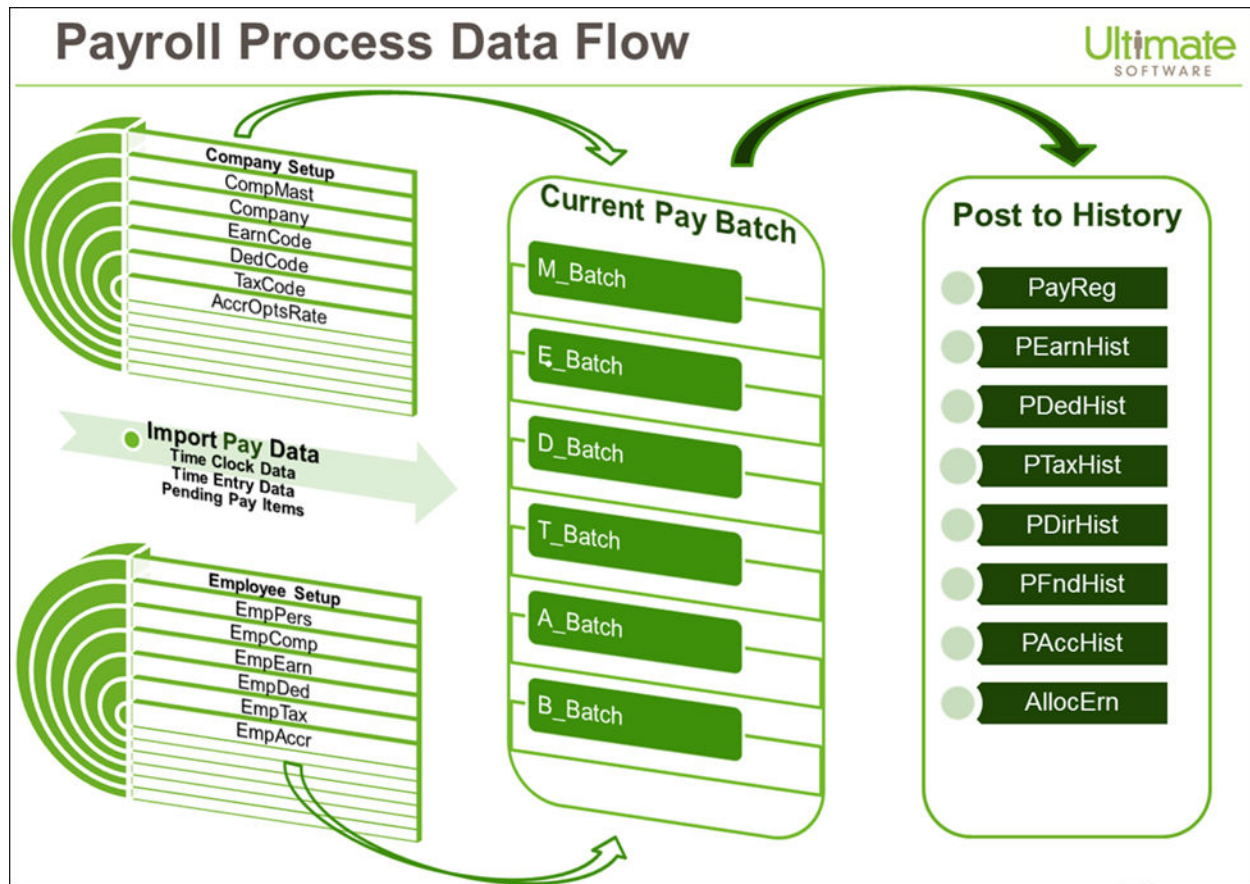 Payroll Process Data Flow
Ultimate
SOFTWARE
Company Setup
CompMast
Company
EarnCode
DedCode
TaxCode
AccrOptsRate
Import Pay Data
Time Clock Data
Time Entry Data
Pending Pay Items
Employee Setup
EmpPers
EmpComp
EmpEarn
EmpDed
EmpTax
EmpAccr
Current Pay Batch
M_Batch
E_Batch
D_Batch
T_Batch
A_Batch
B_Batch
Post to History
PayReg
PEarnHist
PDedHist
PTaxHist
PDirHist
PFndHist
PAccHist
AllocErn